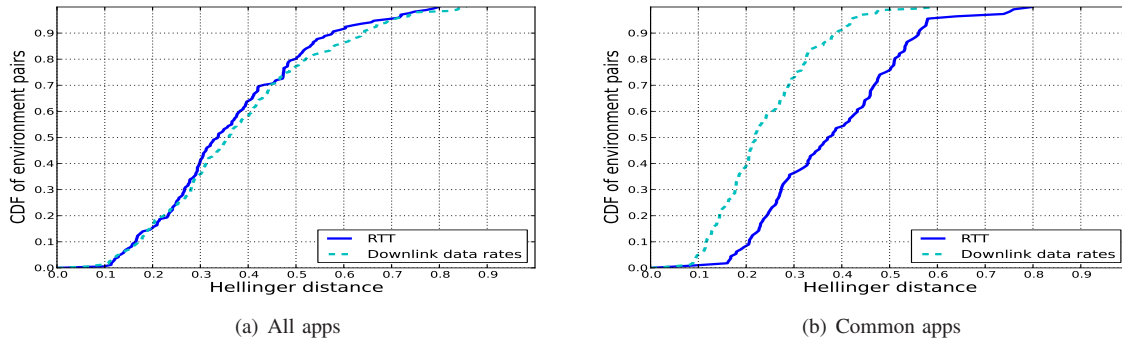 CDF of environment pairs
0.9
0.8
0.7
0.6
0.5
0.4
0.3
0.2
0.1
0.0
0.0 0.1 0.2 0.3 0.4 0.5 0.6 0.7 0.8 0.9
Hellinger distance
RTT
Downlink data rates
(a) All apps
CDF of environment pairs
0.9
0.8
0.7
0.6
0.5
0.4
0.3
0.2
0.1
0.0
0.0 0.1 0.2 0.3 0.4 0.5 0.6 0.7 0.8 0.9
Hellinger distance
RTT
Downlink data rates
(b) Common apps